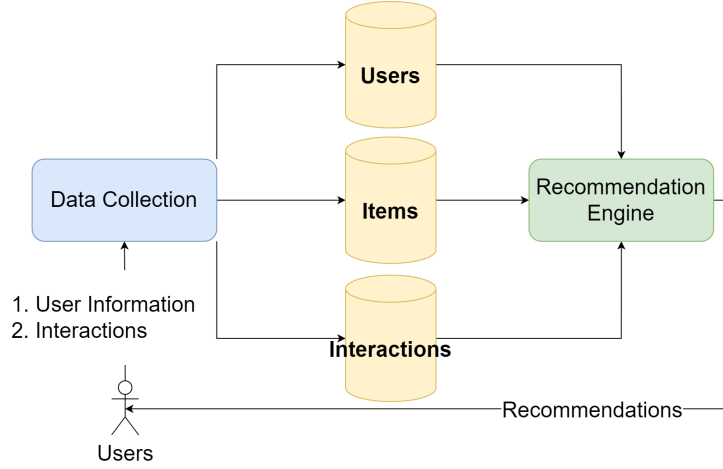 Users
Data Collection
Items
Recommendation
Engine
1. User Information
2. Interactions
Interactions
Recommendations
Users